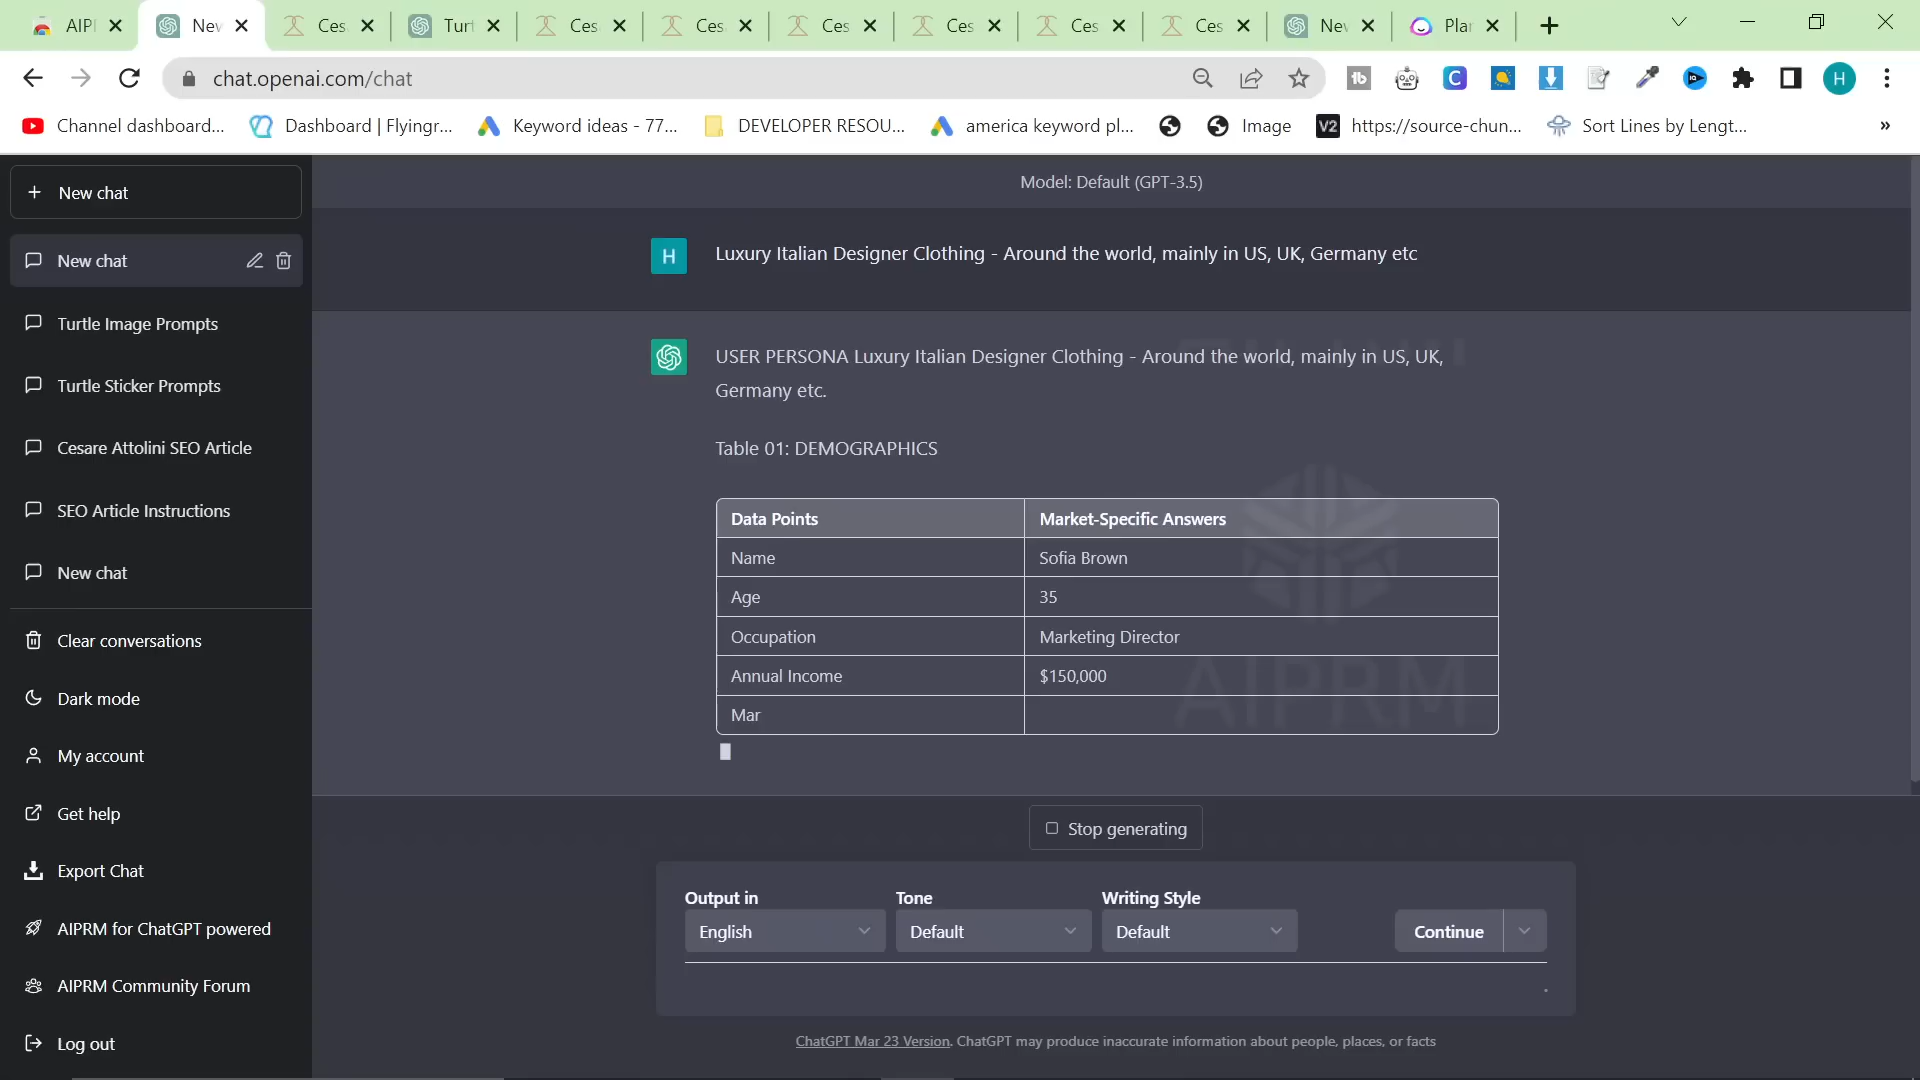 AIPI
Nev
Ces
Turt
Ces
Ces
Ces
Ces
Ces
Ces
Nev
Plar
chat.openai.com/chat
H
Channel dashboard...
Dashboard | Flyingr...
Keyword ideas - 77...
DEVELOPER RESOU...
america keyword pl...
Image
V2
https://source-chun...
Sort Lines by Lengt...
»
New chat
New chat
Turtle Image Prompts
Turtle Sticker Prompts
Cesare Attolini SEO Article
SEO Article Instructions
New chat
Clear conversations
Dark mode
My account
Get help
Export Chat
AIPRM for ChatGPT powered
AIPRM Community Forum
Log out
Model: Default (GPT-3.5)
H
Luxury Italian Designer Clothing - Around the world, mainly in US, UK, Germany etc
USER PERSONA Luxury Italian Designer Clothing - Around the world, mainly in US, UK,
Germany etc.
Table 01: DEMOGRAPHICS
Data Points Market-Specific Answers
Name Sofia Brown
Age 35
Occupation Marketing Director
Annual Income $150,000
Mar
AIPRM
Stop generating
Output in Tone Writing Style
English Default Default Continue
ChatGPT Mar 23 Version. ChatGPT may produce inaccurate information about people, places, or facts